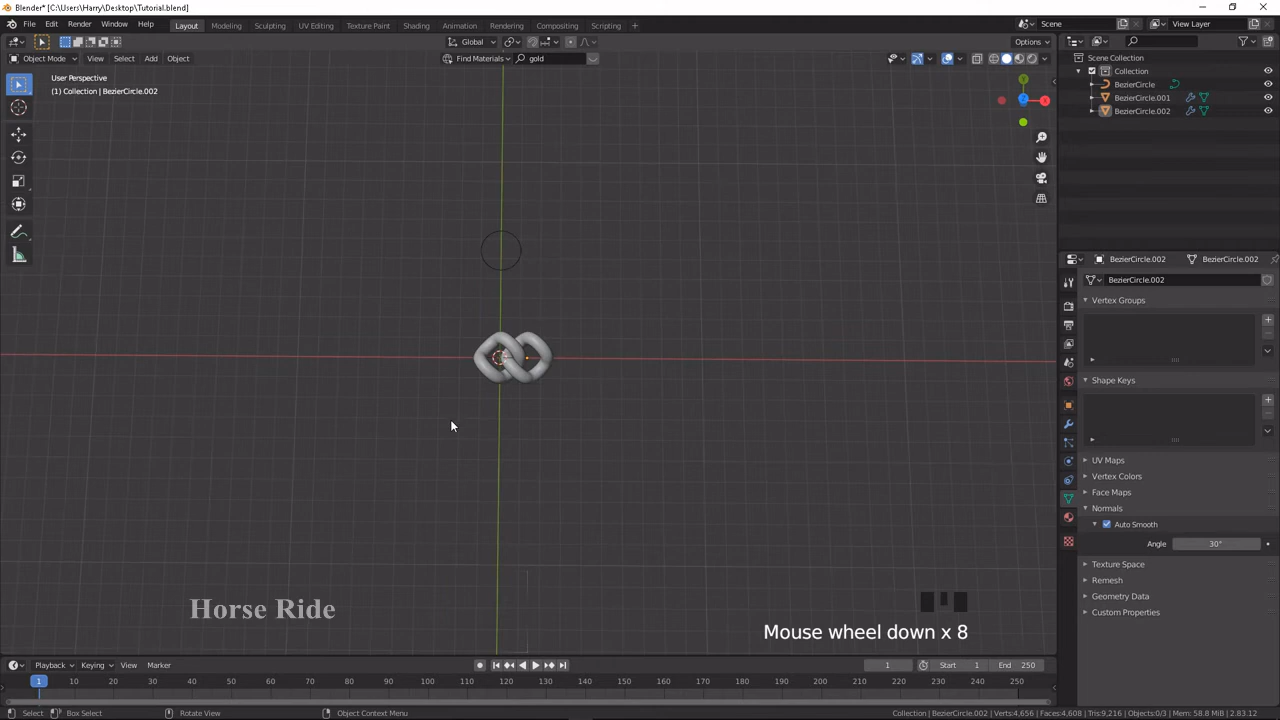 Blender* [C:\Users\Harry\Desktop\Tutorial.blend]
File Edit Render Window Help Layout Modeling Sculpting UV Editing Texture Paint Shading Animation Rendering Compositing Scripting Scene View Layer
Global Options
Object Mode View Select Add Object Find Materials gold
User Perspective
(1) Collection | BezierCircle.002
Y
Z
X
Scene Collection
Collection
BezierCircle
BezierCircle.001
BezierCircle.002
BezierCircle.002 BezierCircle.002
BezierCircle.002
Vertex Groups
Shape Keys
UV Maps
Vertex Colors
Face Maps
Normals
Auto Smooth
Angle 30°
Texture Space
Remesh
Geometry Data
Custom Properties
Horse Ride
Mouse wheel down x 8
Playback Keying View Marker 1 Start 1 End 250
1 10 20 30 40 50 60 70 80 90 100 110 120 130 140 150 160 170 180 190 200 210 220 230 240 250
Select Box Select Rotate View Object Context Menu Collection | BezierCircle.002 | Verts:4,656 | Faces:4,608 | Tris:9,216 | Objects:0/3 | Mem: 58.8 MiB | 2.83.12